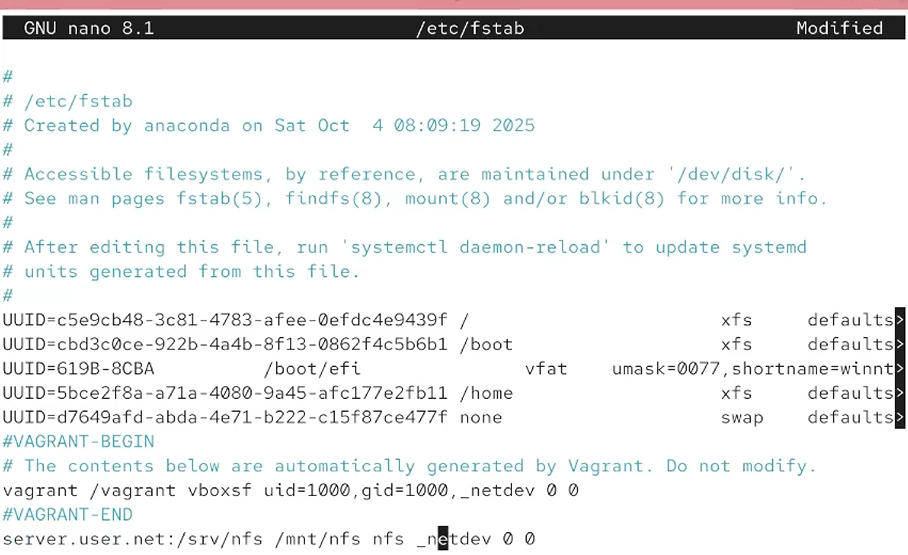 GNU nano 8.1 /etc/fstab Modified
#
# /etc/fstab
# Created by anaconda on Sat Oct  4 08:09:19 2025
#
# Accessible filesystems, by reference, are maintained under '/dev/disk/'.
# See man pages fstab(5), findfs(8), mount(8) and/or blkid(8) for more info.
#
# After editing this file, run 'systemctl daemon-reload' to update systemd
# units generated from this file.
#
UUID=c5e9cb48-3c81-4783-afee-0efdc4e9439f / xfs defaults>
UUID=cbd3c0ce-922b-4a4b-8f13-0862f4c5b6b1 /boot xfs defaults>
UUID=619B-8CBA /boot/efi vfat umask=0077,shortname=winnt>
UUID=5bce2f8a-a71a-4080-9a45-afc177e2fb11 /home xfs defaults>
UUID=d7649afd-abda-4e71-b222-c15f87ce477f none swap defaults>
#VAGRANT-BEGIN
# The contents below are automatically generated by Vagrant. Do not modify.
vagrant /vagrant vboxsf uid=1000,gid=1000,_netdev 0 0
#VAGRANT-END
server.user.net:/srv/nfs /mnt/nfs nfs _netdev 0 0